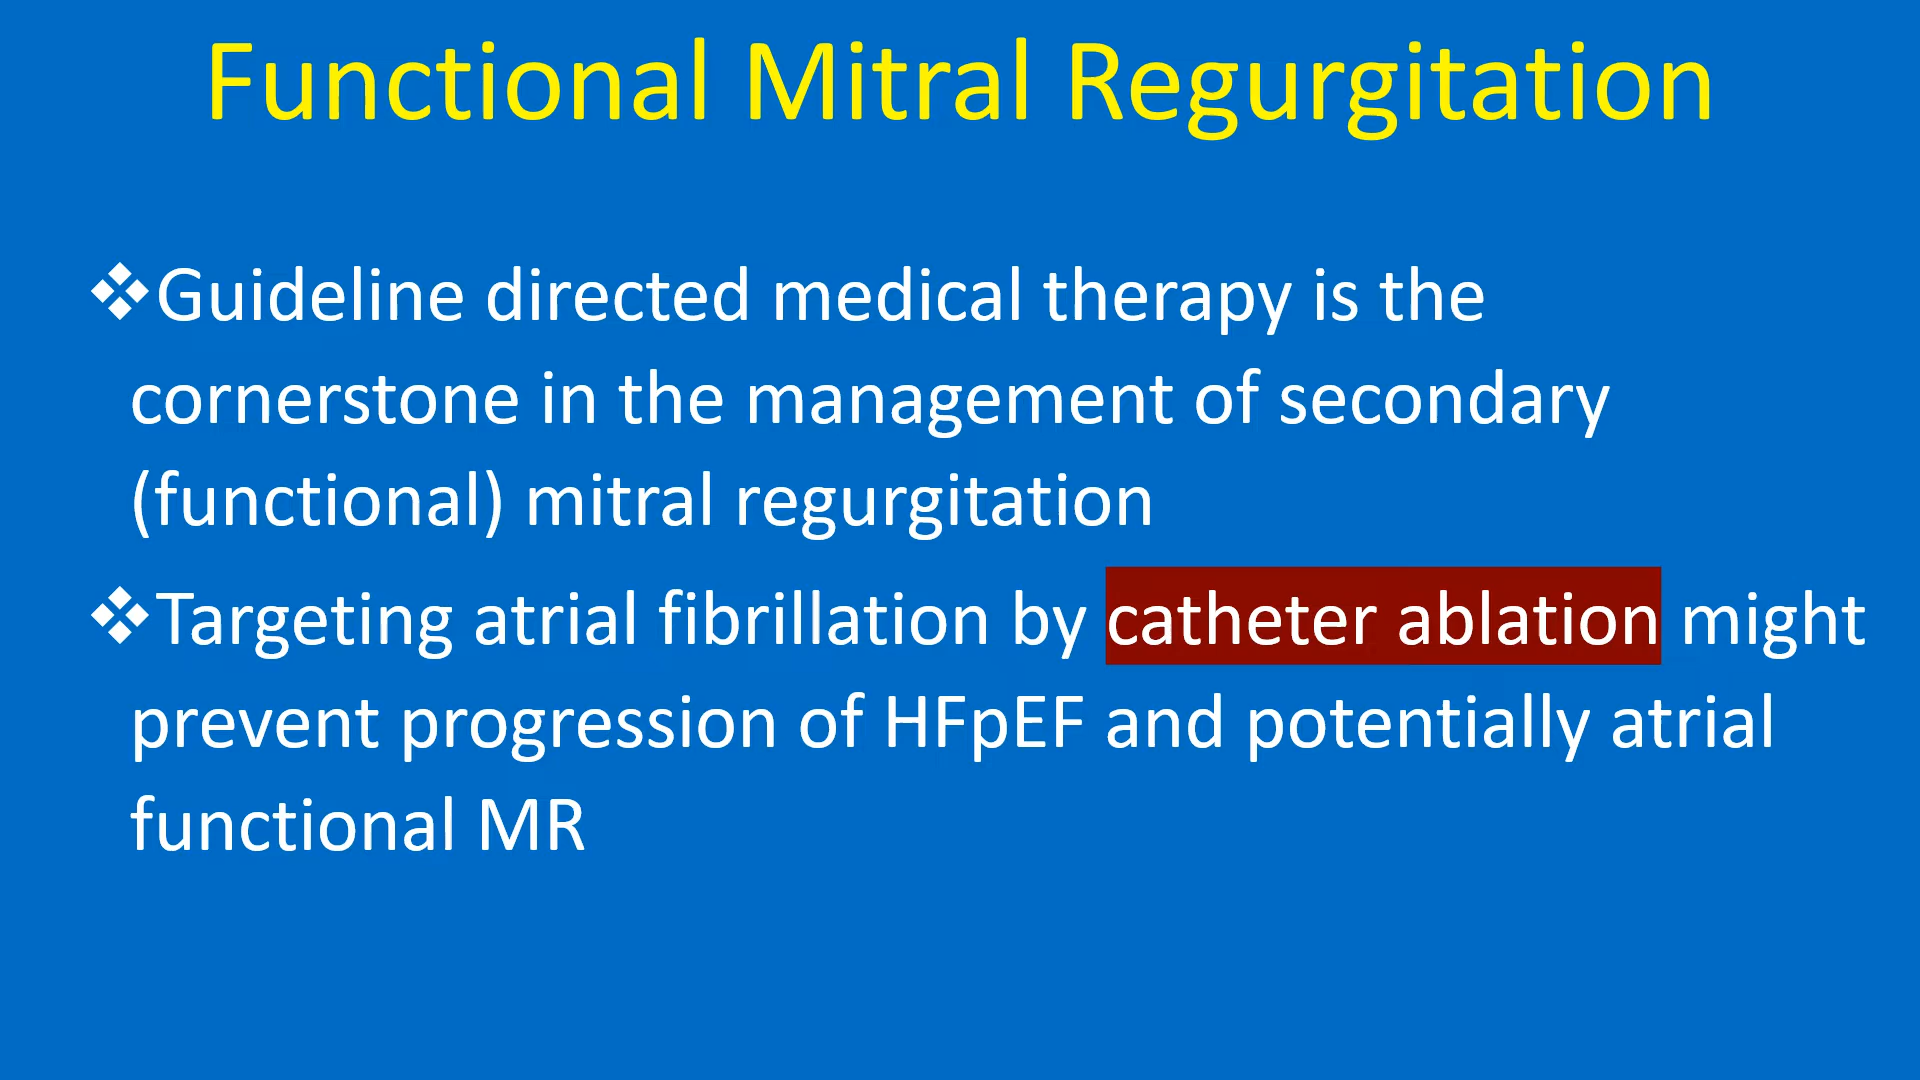 Functional Mitral Regurgitation
❖Guideline directed medical therapy is the
cornerstone in the management of secondary
(functional) mitral regurgitation
❖Targeting atrial fibrillation by catheter ablation might
prevent progression of HFpEF and potentially atrial
functional MR